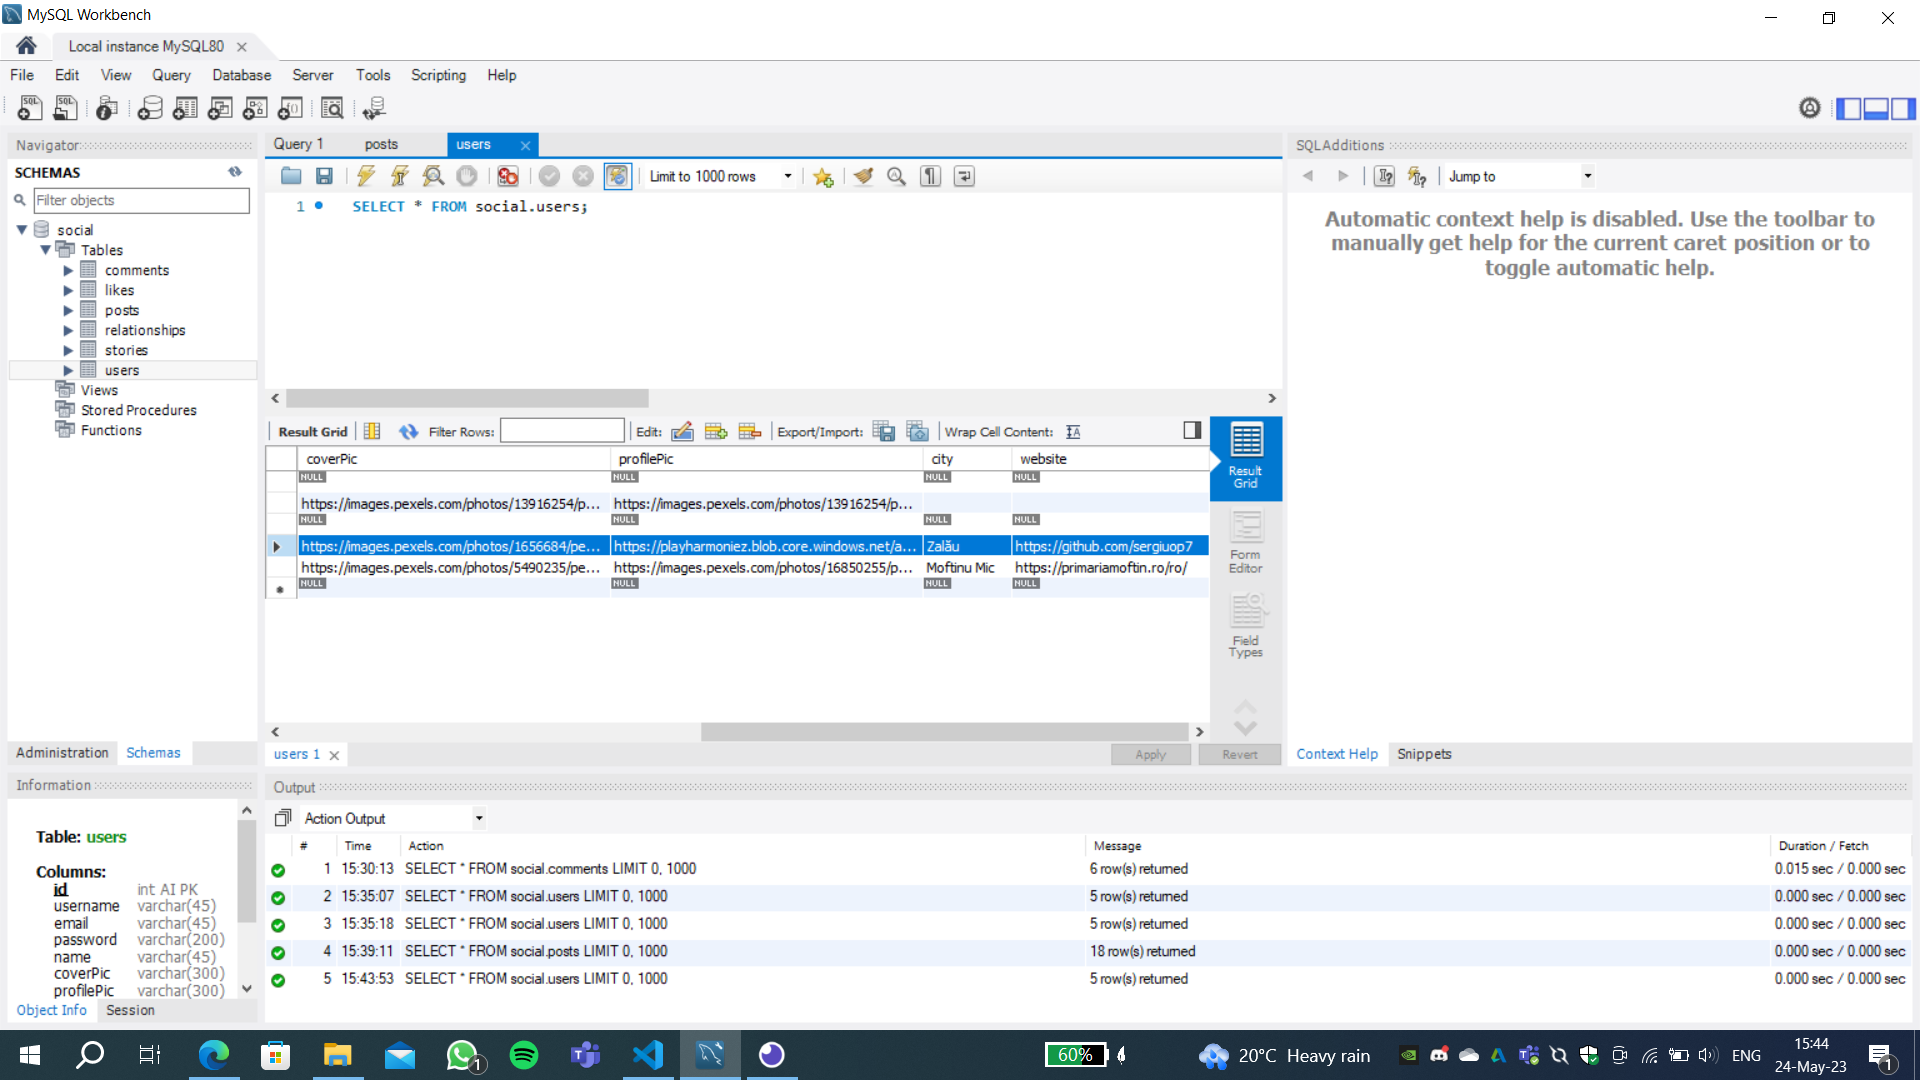 MySQL Workbench
Local instance MySQL80
File Edit View Query Database Server Tools Scripting Help
Navigator
SCHEMAS
Filter objects
social
Tables
comments
likes
posts
relationships
stories
users
Views
Stored Procedures
Functions
Administration Schemas
Information
Table: users
Columns:
id int AI PK
username varchar(45)
email varchar(45)
password varchar(200)
name varchar(45)
coverPic varchar(300)
profilePic varchar(300)
Object Info Session
Query 1 posts users
Limit to 1000 rows
1 SELECT * FROM social.users;
Result Grid Filter Rows: Edit: Export/Import: Wrap Cell Content:
coverPic profilePic city website
NULL NULL NULL NULL
https://images.pexels.com/photos/13916254/p... https://images.pexels.com/photos/13916254/p...
NULL NULL NULL NULL
https://images.pexels.com/photos/1656684/pe... https://playharmoniez.blob.core.windows.net/a... Zalău https://github.com/sergiuop7
https://images.pexels.com/photos/5490235/pe... https://images.pexels.com/photos/16850255/p... Moftinu Mic https://primariamoftin.ro/ro/
NULL NULL NULL NULL
Result
Grid
Form
Editor
Field
Types
users 1 Apply Revert
SQLAdditions
Jump to
Automatic context help is disabled. Use the toolbar to
manually get help for the current caret position or to
toggle automatic help.
Context Help Snippets
Output
Action Output
# Time Action Message Duration / Fetch
1 15:30:13 SELECT * FROM social.comments LIMIT 0, 1000 6 row(s) returned 0.015 sec / 0.000 sec
2 15:35:07 SELECT * FROM social.users LIMIT 0, 1000 5 row(s) returned 0.000 sec / 0.000 sec
3 15:35:18 SELECT * FROM social.users LIMIT 0, 1000 5 row(s) returned 0.000 sec / 0.000 sec
4 15:39:11 SELECT * FROM social.posts LIMIT 0, 1000 18 row(s) returned 0.000 sec / 0.000 sec
5 15:43:53 SELECT * FROM social.users LIMIT 0, 1000 5 row(s) returned 0.000 sec / 0.000 sec
1
60%
20°C Heavy rain
ENG
15:44
24-May-23
1